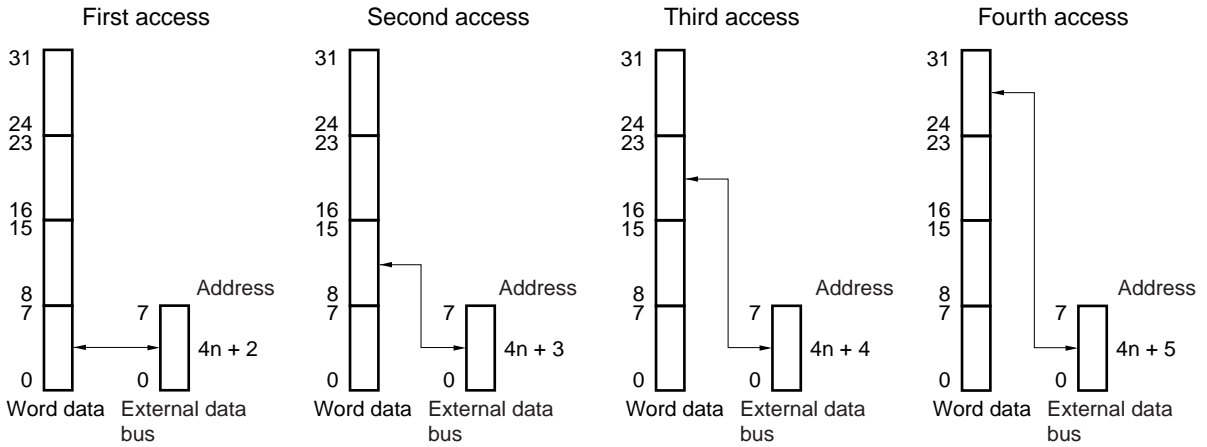 First access
31
24
23
16
15
8
7
0
Address
7
4n + 2
0
Word data
External data
bus
Second access
31
24
23
16
15
8
7
0
Address
7
4n + 3
0
Word data
External data
bus
Third access
31
24
23
16
15
8
7
0
Address
7
4n + 4
0
Word data
External data
bus
Fourth access
31
24
23
16
15
8
7
0
Address
7
4n + 5
0
Word data
External data
bus